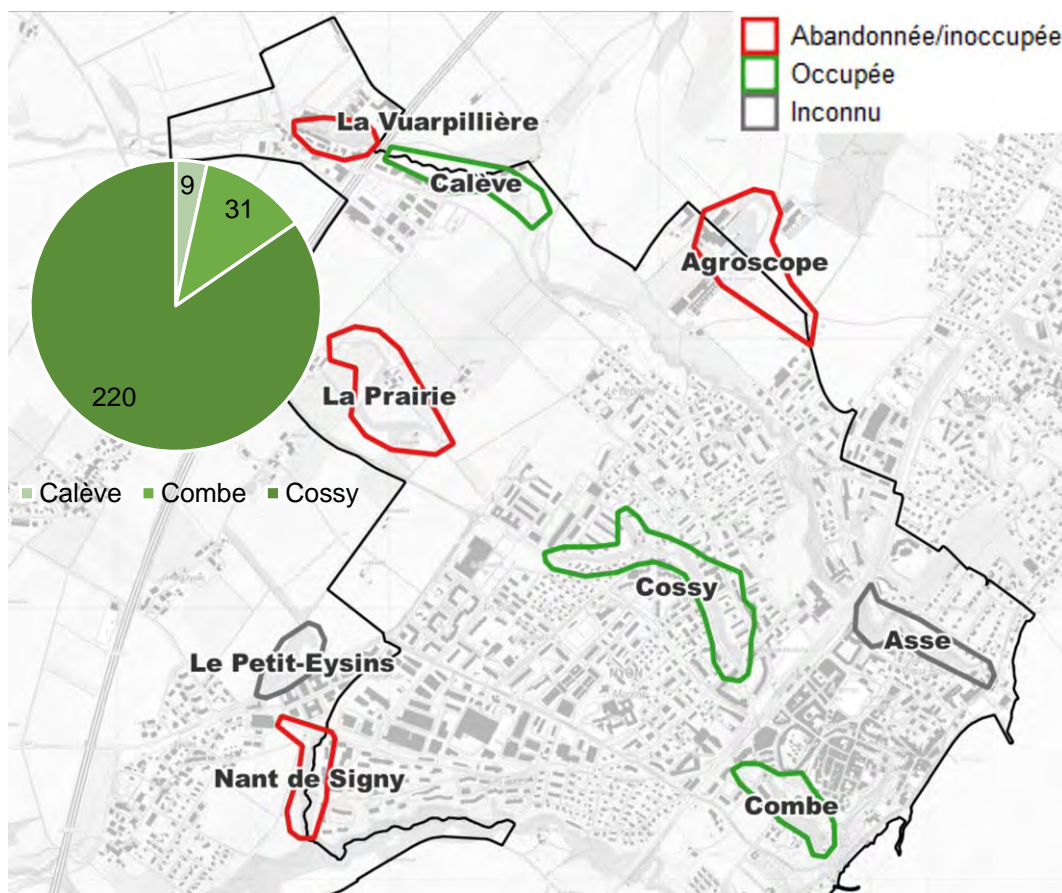 Abandonnée/inoccupée
Occupée
Inconnu
La Vuarpillière
Calève
9
31
220
Agroscope
La Prairie
Calève Combe Cossy
Cossy
Asse
Le Petit-Eysins
NYON
Nant de Signy
Combe